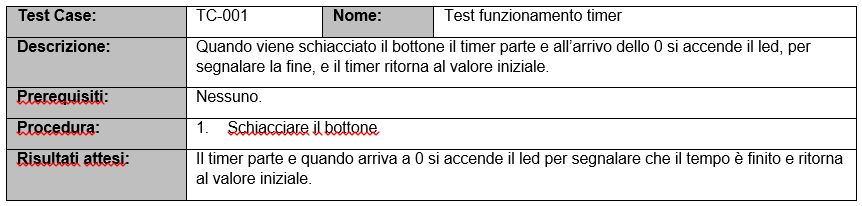 Test Case: TC-001 Nome: Test funzionamento timer
Descrizione: Quando viene schiacciato il bottone il timer parte e all’arrivo dello 0 si accende il led, per
segnalare la fine, e il timer ritorna al valore iniziale.
Prerequisiti: Nessuno.
Procedura: 1. Schiacciare il bottone
Risultati attesi: Il timer parte e quando arriva a 0 si accende il led per segnalare che il tempo è finito e ritorna
al valore iniziale.